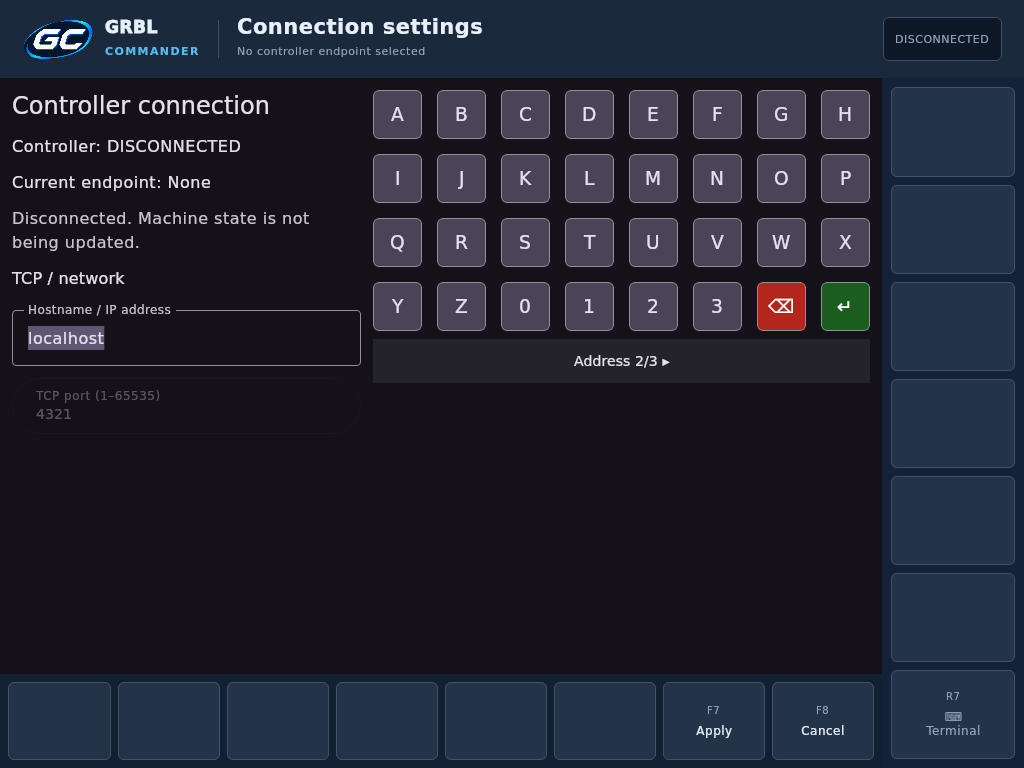 GC
GRBL
COMMANDER
Connection settings
No controller endpoint selected
DISCONNECTED
Controller connection
Controller: DISCONNECTED
Current endpoint: None
Disconnected. Machine state is not
being updated.
TCP / network
Hostname / IP address
localhost
TCP port (1–65535)
4321
A B C D E F G H
I J K L M N O P
Q R S T U V W X
Y Z 0 1 2 3 ⌫ ↵
Address 2/3 ▸
F7
Apply
F8
Cancel
R7
⌨
Terminal